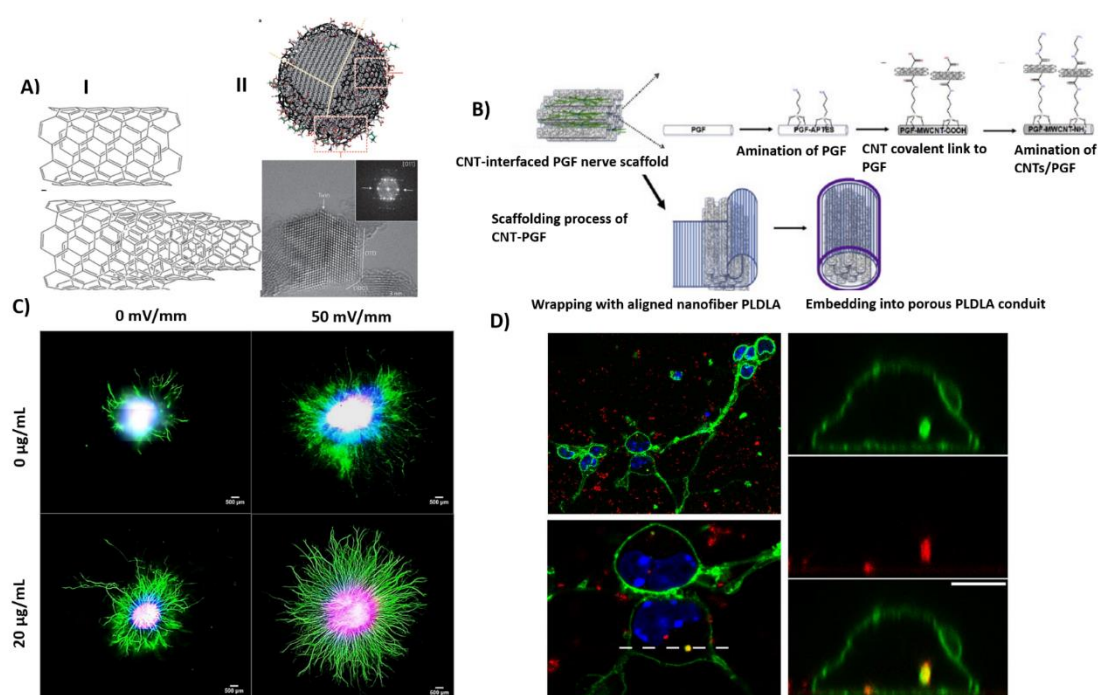 A)
I
II
[011]
5 nm
B)
CNT-interfaced PGF nerve scaffold
PGF
PGF-APTES
PGF-MWCNT-COOH
PGF-MWCNT-NH₂
Amination of PGF
CNT covalent link to PGF
Amination of CNTs/PGF
Scaffolding process of CNT-PGF
Wrapping with aligned nanofiber PLDLA
Embedding into porous PLDLA conduit
C)
0 mV/mm
50 mV/mm
0 μg/mL
20 μg/mL
500 μm
500 μm
500 μm
500 μm
D)